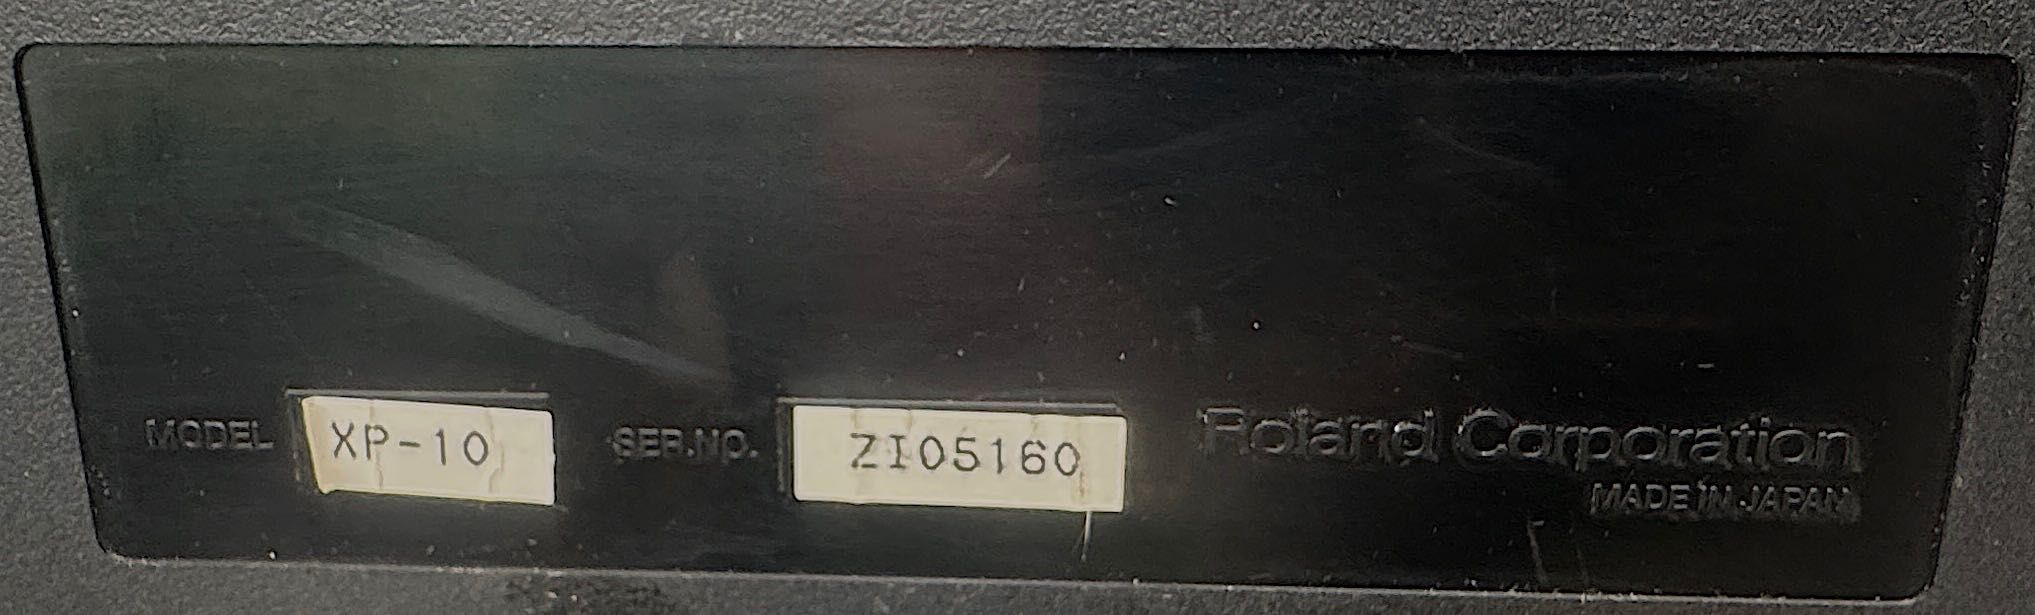 MODEL XP-10 SER.NO. ZI05160 Roland Corporation
MADE IN JAPAN